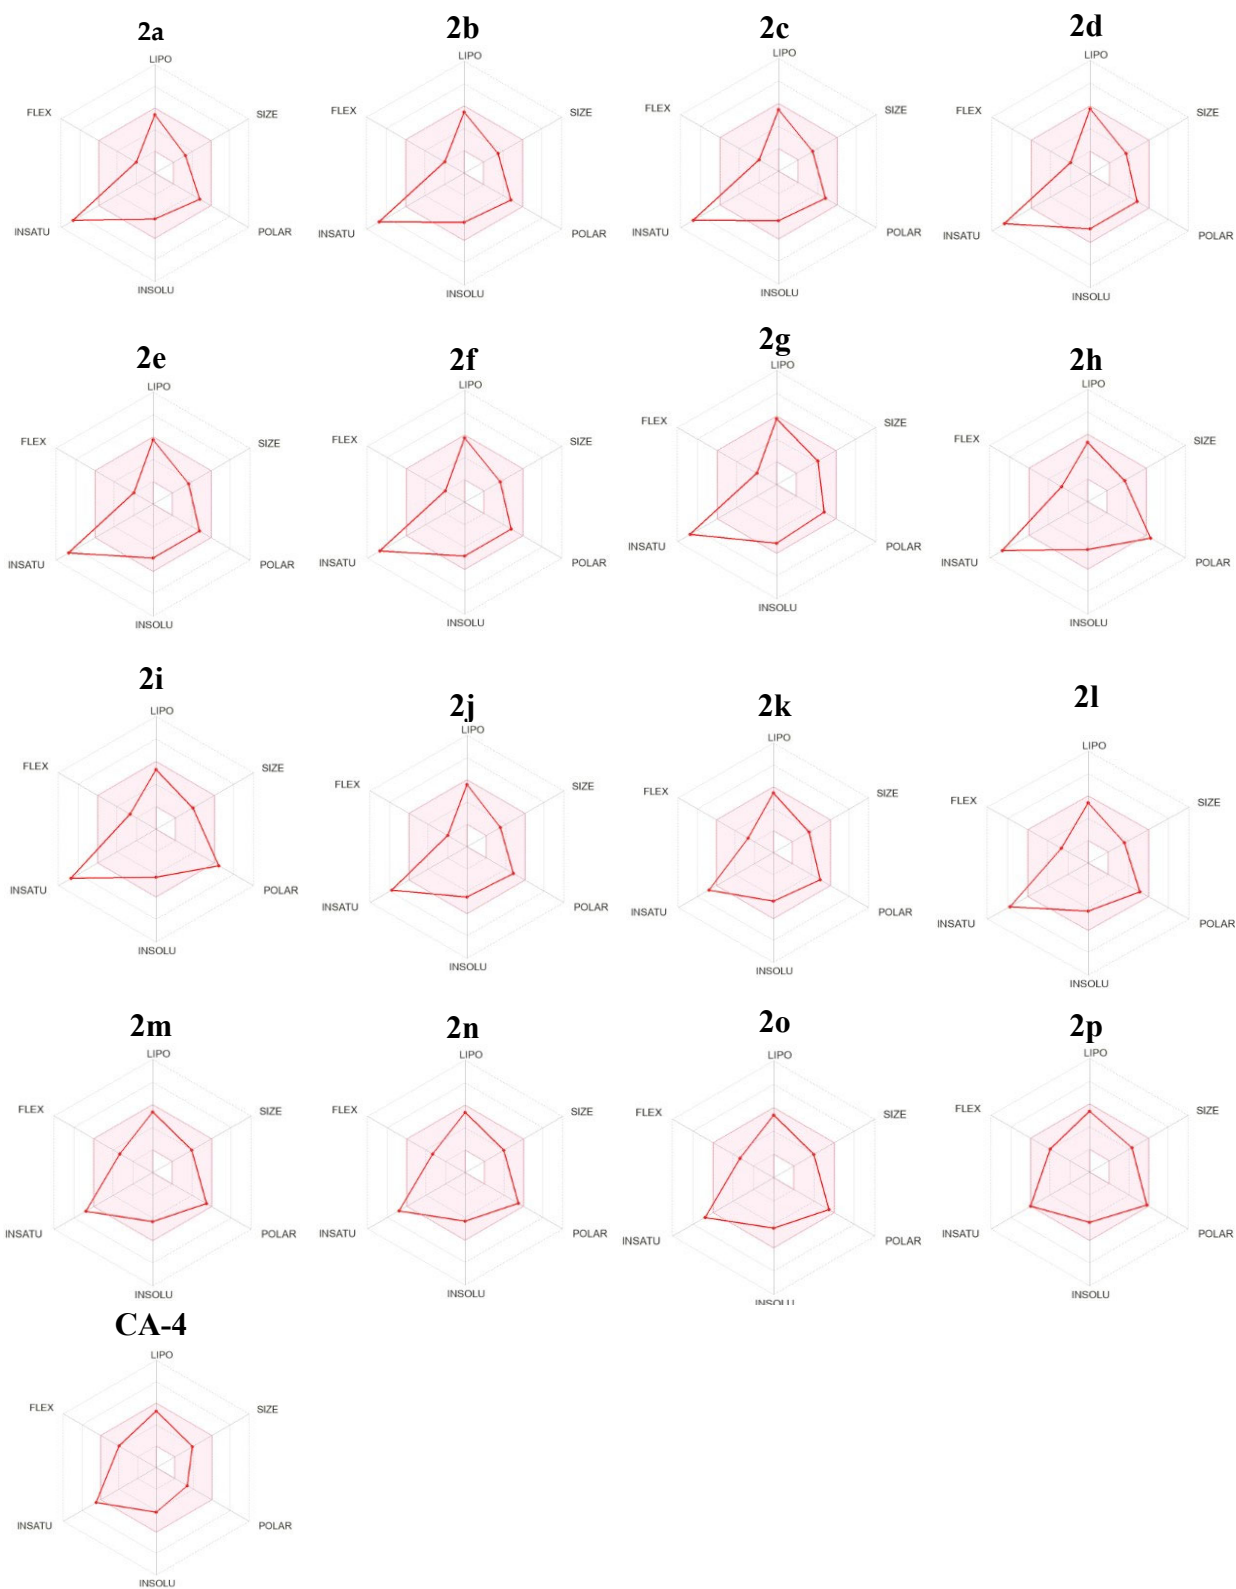 2a
LIPO
FLEX
SIZE
INSATU
POLAR
INSOLU
2b
LIPO
FLEX
SIZE
INSATU
POLAR
INSOLU
2c
LIPO
FLEX
SIZE
INSATU
POLAR
INSOLU
2d
LIPO
FLEX
SIZE
INSATU
POLAR
INSOLU
2e
LIPO
FLEX
SIZE
INSATU
POLAR
INSOLU
2f
LIPO
FLEX
SIZE
INSATU
POLAR
INSOLU
2g
LIPO
FLEX
SIZE
INSATU
POLAR
INSOLU
2h
LIPO
FLEX
SIZE
INSATU
POLAR
INSOLU
2i
LIPO
FLEX
SIZE
INSATU
POLAR
INSOLU
2j
LIPO
FLEX
SIZE
INSATU
POLAR
INSOLU
2k
LIPO
FLEX
SIZE
INSATU
POLAR
INSOLU
2l
LIPO
FLEX
SIZE
INSATU
POLAR
INSOLU
2m
LIPO
FLEX
SIZE
INSATU
POLAR
INSOLU
2n
LIPO
FLEX
SIZE
INSATU
POLAR
INSOLU
2o
LIPO
FLEX
SIZE
INSATU
POLAR
INSOLU
2p
LIPO
FLEX
SIZE
INSATU
POLAR
INSOLU
CA-4
LIPO
FLEX
SIZE
INSATU
POLAR
INSOLU